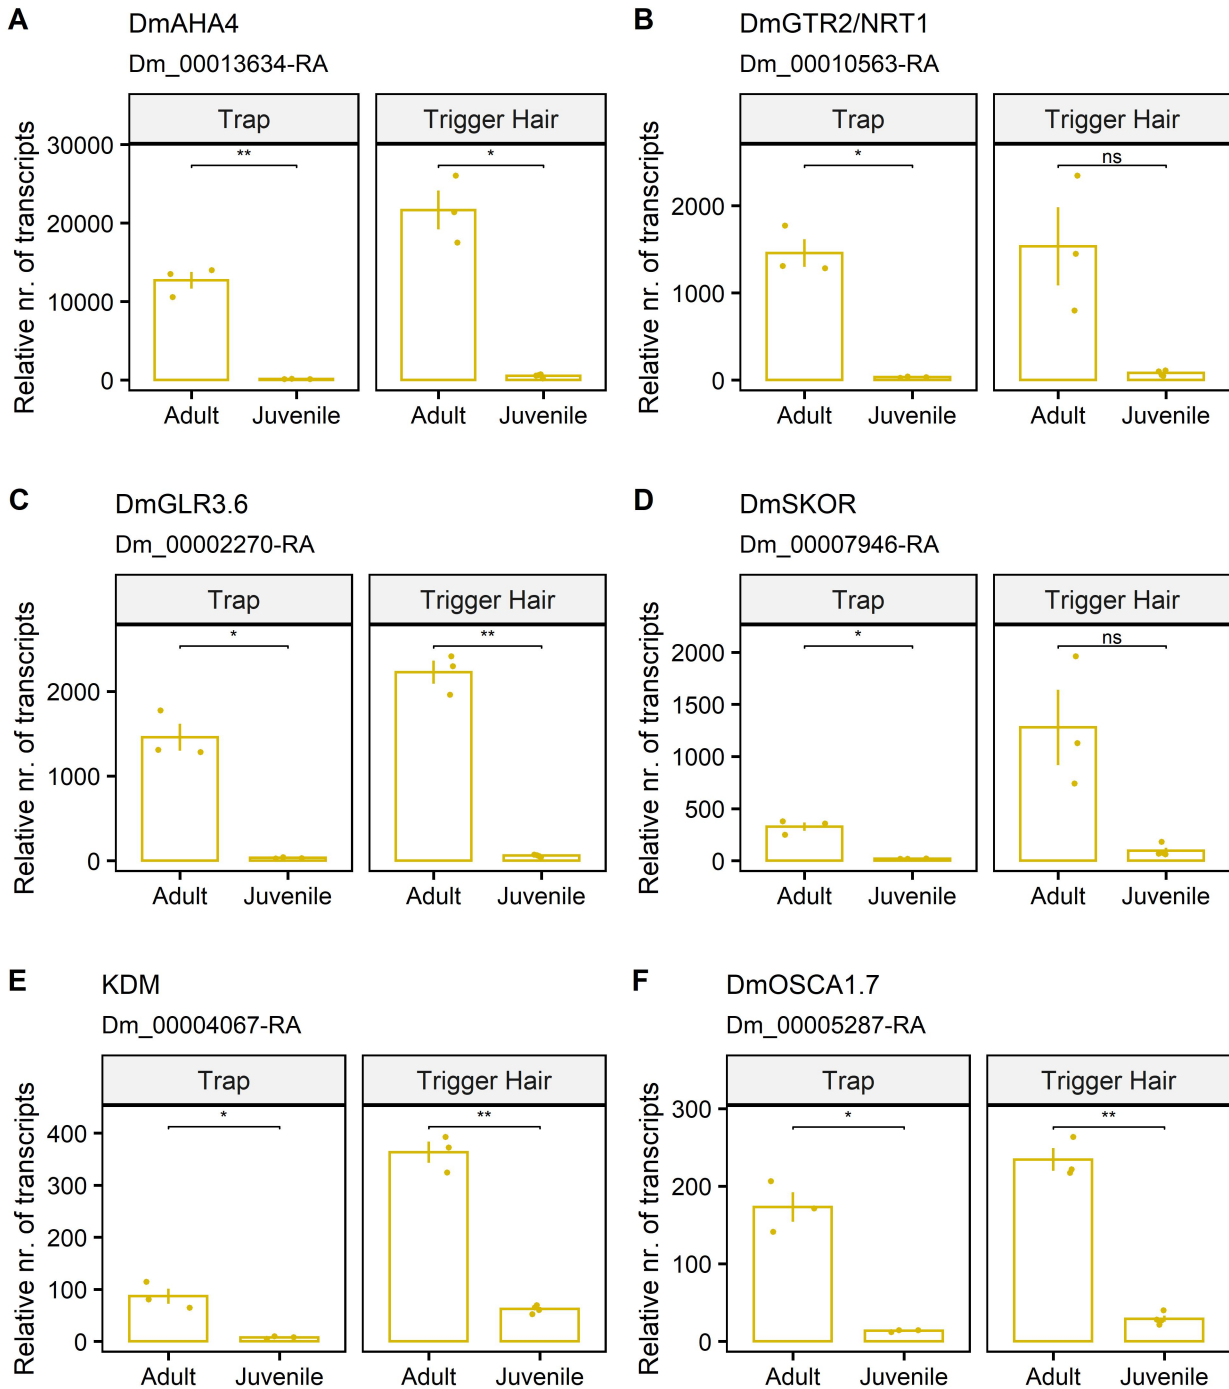 A
DmAHA4
Dm_00013634-RA
Trap
Trigger Hair
Relative nr. of transcripts
30000
20000
10000
0
**
*
Adult
Juvenile
Adult
Juvenile
B
DmGTR2/NRT1
Dm_00010563-RA
Trap
Trigger Hair
Relative nr. of transcripts
2000
1000
0
*
ns
Adult
Juvenile
Adult
Juvenile
C
DmGLR3.6
Dm_00002270-RA
Trap
Trigger Hair
Relative nr. of transcripts
2000
1000
0
*
**
Adult
Juvenile
Adult
Juvenile
D
DmSKOR
Dm_00007946-RA
Trap
Trigger Hair
Relative nr. of transcripts
2000
1500
1000
500
0
*
ns
Adult
Juvenile
Adult
Juvenile
E
KDM
Dm_00004067-RA
Trap
Trigger Hair
Relative nr. of transcripts
400
300
200
100
0
*
**
Adult
Juvenile
Adult
Juvenile
F
DmOSCA1.7
Dm_00005287-RA
Trap
Trigger Hair
Relative nr. of transcripts
300
200
100
0
*
**
Adult
Juvenile
Adult
Juvenile